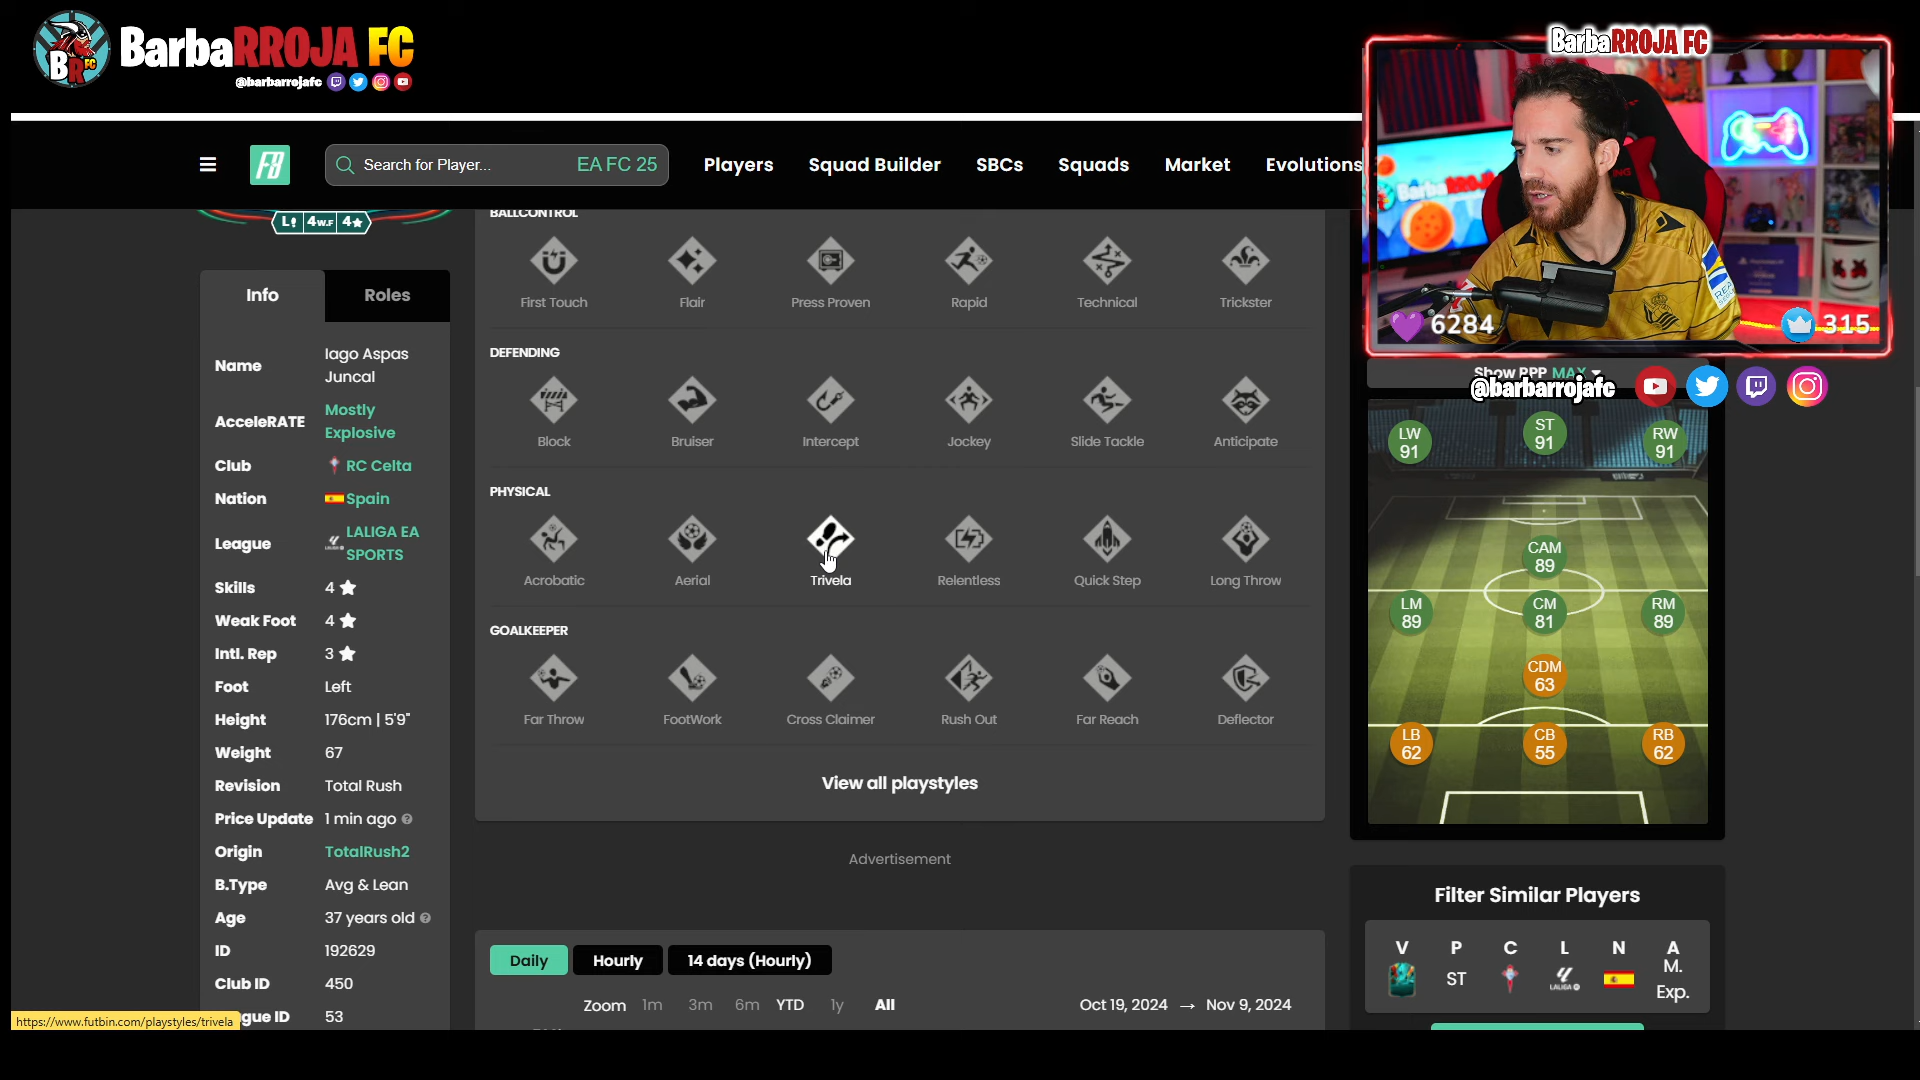 BarbaRROJA FC
@barbarrojafc
BR FC
BarbaRROJA FC
6284
315
Show RPP MAX
@barbarrojafc
Search for Player... EA FC 25
Players Squad Builder SBCs Squads Market Evolutions
L 4W.F 4
Info Roles
Name Iago Aspas Juncal
AcceleRATE Mostly Explosive
Club RC Celta
Nation Spain
League LALIGA EA SPORTS
Skills 4
Weak Foot 4
Intl. Rep 3
Foot Left
Height 176cm | 5'9"
Weight 67
Revision Total Rush
Price Update 1 min ago
Origin TotalRush2
B.Type Avg & Lean
Age 37 years old
ID 192629
Club ID 450
gue ID 53
https://www.futbin.com/playstyles/trivela
BALLCONTROL
First Touch Flair Press Proven Rapid Technical Trickster
DEFENDING
Block Bruiser Intercept Jockey Slide Tackle Anticipate
PHYSICAL
Acrobatic Aerial Trivela Relentless Quick Step Long Throw
GOALKEEPER
Far Throw FootWork Cross Claimer Rush Out Far Reach Deflector
View all playstyles
Advertisement
Daily Hourly 14 days (Hourly)
Zoom 1m 3m 6m YTD 1y All Oct 19, 2024 → Nov 9, 2024
LW 91
ST 91
RW 91
CAM 89
LM 89
CM 81
RM 89
CDM 63
LB 62
CB 55
RB 62
Filter Similar Players
V P C L N A
ST M. Exp.